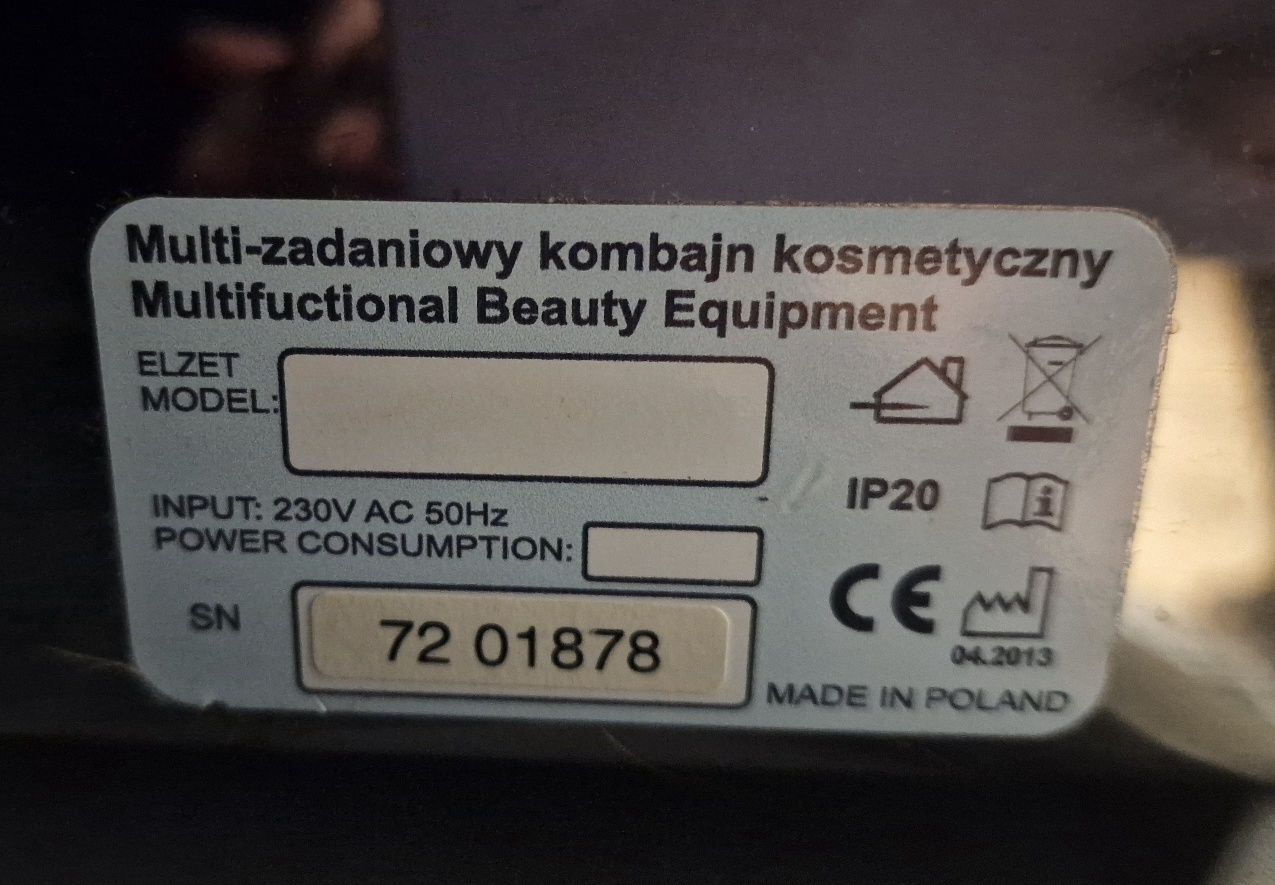 Multi-zadaniowy kombajn kosmetyczny
Multifuctional Beauty Equipment
ELZET
MODEL:
INPUT: 230V AC 50Hz
POWER CONSUMPTION:
IP20
SN
72 01878
CE
04.2013
MADE IN POLAND